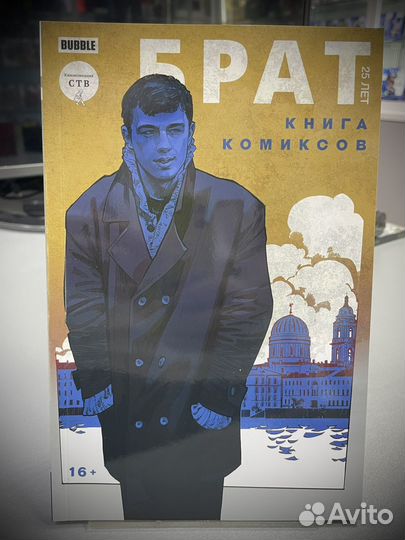 BUBBLE
Кинокомпания
СТВ
БРАТ
25 ЛЕТ
КНИГА
КОМИКСОВ
16+
Avito